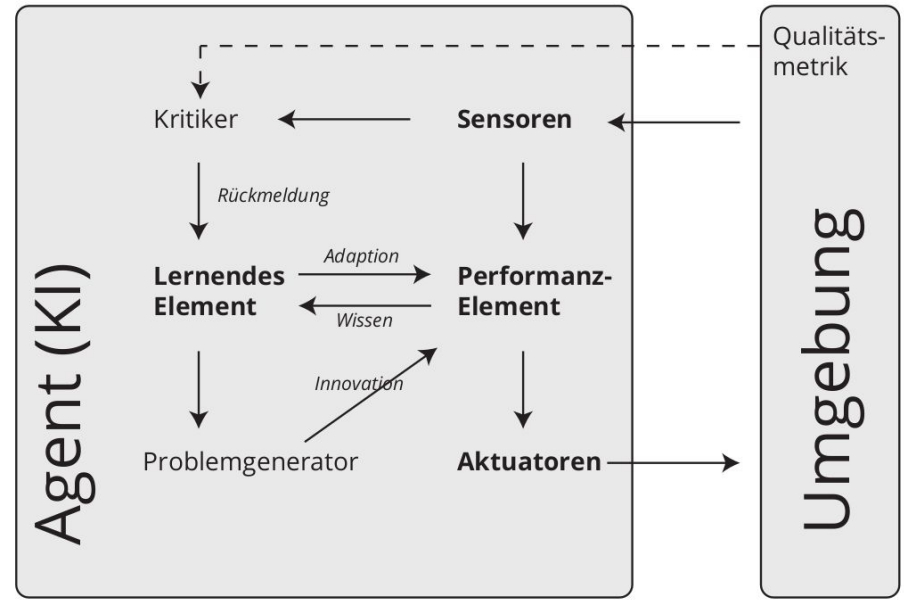 Qualitäts-
metrik
Kritiker
Sensoren
Rückmeldung
Adaption
Lernendes
Element
Performanz-
Element
Wissen
Innovation
Problemgenerator
Aktuatoren
Agent (KI)
Umgebung